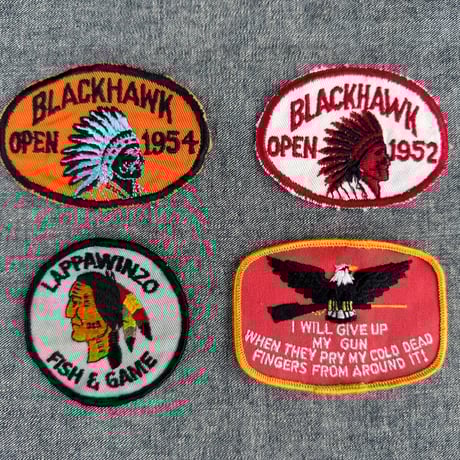 BLACKHAWK
OPEN 1954
BLACKHAWK
OPEN 1952
LAPPAWINZO
FISH & GAME
I WILL GIVE UP
MY GUN
WHEN THEY PRY MY COLD DEAD
FINGERS FROM AROUND IT!